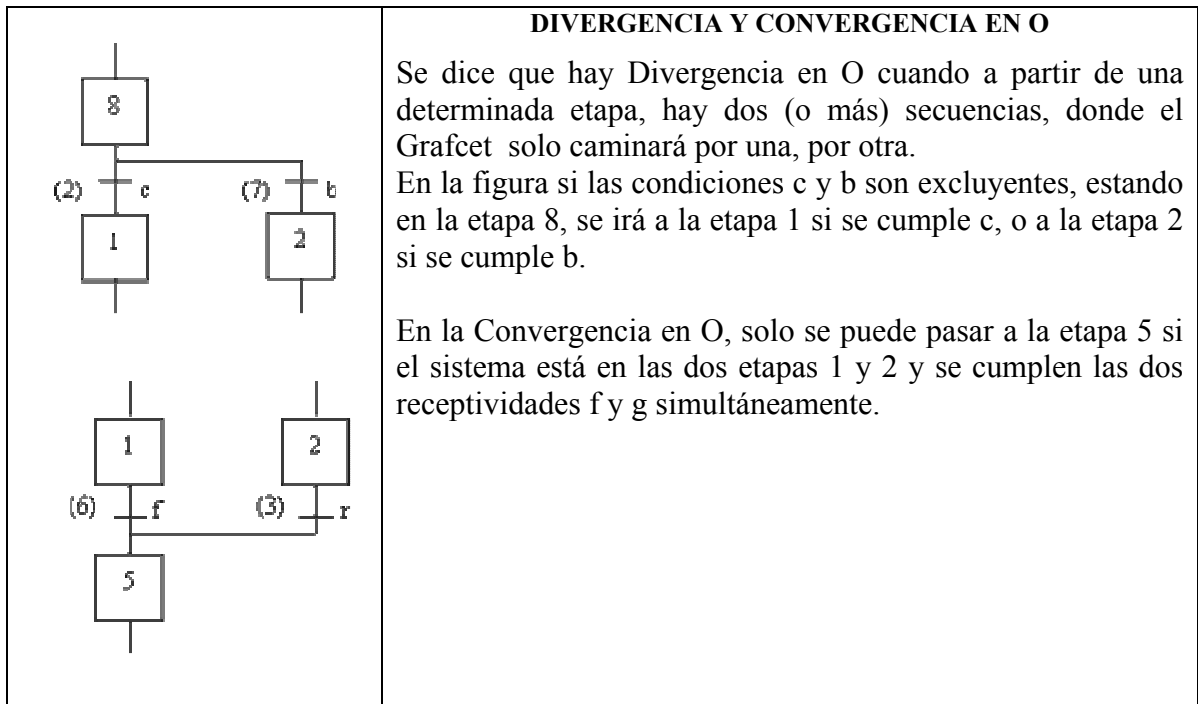 DIVERGENCIA Y CONVERGENCIA EN O
Se dice que hay Divergencia en O cuando a partir de una
determinada etapa, hay dos (o más) secuencias, donde el
Grafcet solo caminará por una, por otra.
En la figura si las condiciones c y b son excluyentes, estando
en la etapa 8, se irá a la etapa 1 si se cumple c, o a la etapa 2
si se cumple b.
En la Convergencia en O, solo se puede pasar a la etapa 5 si
el sistema está en las dos etapas 1 y 2 y se cumplen las dos
receptividades f y g simultáneamente.
8
(2) c (7) b
1 2
1 2
(6) f (3) r
5